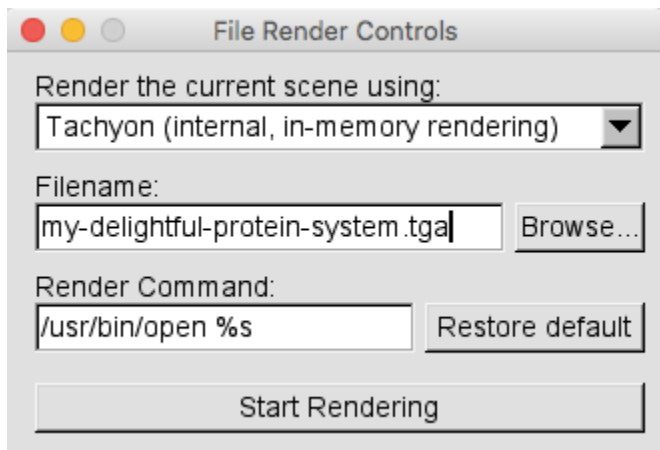 File Render Controls
Render the current scene using:
Tachyon (internal, in-memory rendering)
Filename:
my-delightful-protein-system.tga
Browse...
Render Command:
/usr/bin/open %s
Restore default
Start Rendering